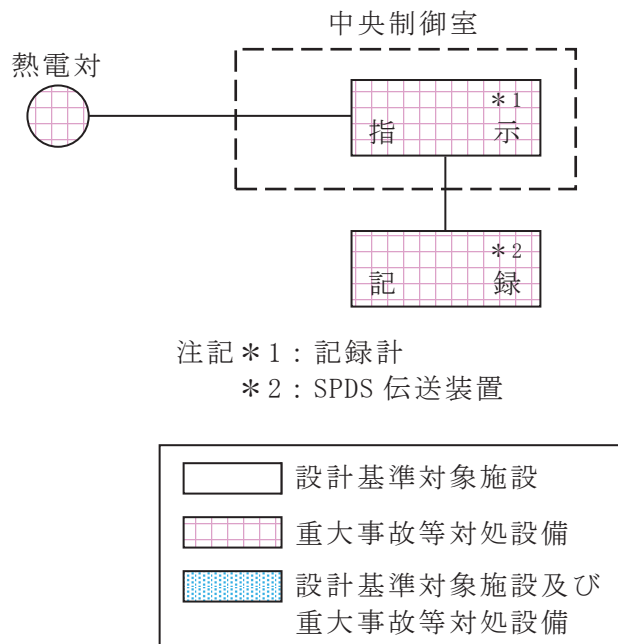 中央制御室
熱電対
＊1
指　　示
＊2
記　　録
注記＊1：記録計
＊2：SPDS 伝送装置
設計基準対象施設
重大事故等対処設備
設計基準対象施設及び
重大事故等対処設備